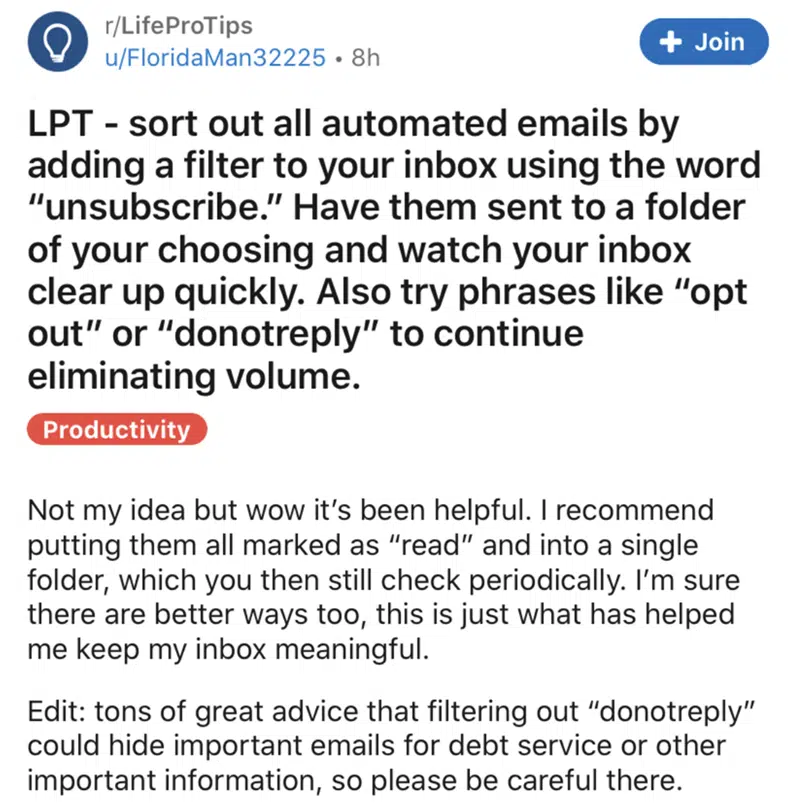 r/LifeProTips
u/FloridaMan32225 • 8h
+ Join
LPT - sort out all automated emails by
adding a filter to your inbox using the word
“unsubscribe.” Have them sent to a folder
of your choosing and watch your inbox
clear up quickly. Also try phrases like “opt
out” or “donotreply” to continue
eliminating volume.
Productivity
Not my idea but wow it’s been helpful. I recommend
putting them all marked as “read” and into a single
folder, which you then still check periodically. I’m sure
there are better ways too, this is just what has helped
me keep my inbox meaningful.
Edit: tons of great advice that filtering out “donotreply”
could hide important emails for debt service or other
important information, so please be careful there.